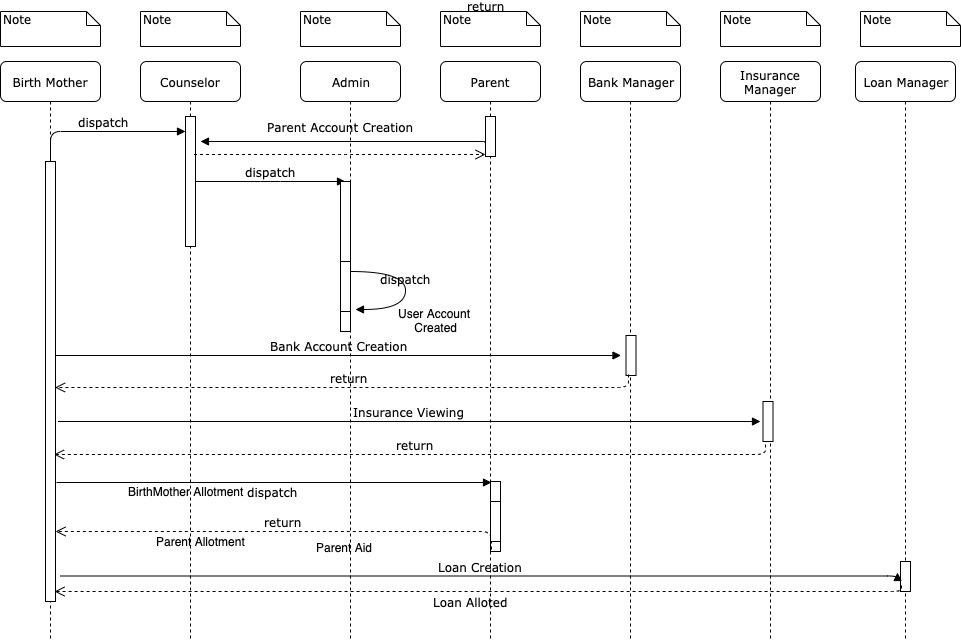 return
Note
Note
Note
Note
Note
Note
Note
Birth Mother
Counselor
Admin
Parent
Bank Manager
Insurance
Manager
Loan Manager
dispatch
Parent Account Creation
dispatch
dispatch
User Account
Created
Bank Account Creation
return
Insurance Viewing
return
BirthMother Allotment dispatch
return
Parent Allotment
Parent Aid
Loan Creation
Loan Alloted